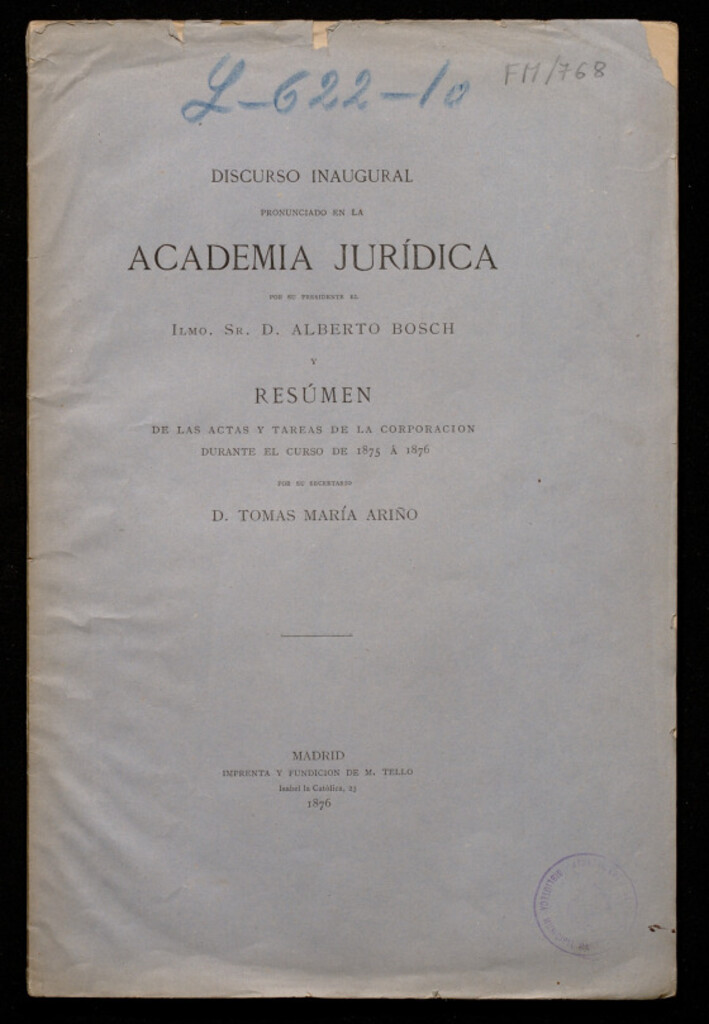 L-622-10
FM/768
DISCURSO INAUGURAL
PRONUNCIADO EN LA
ACADEMIA JURÍDICA
POR SU PRESIDENTE EL
ILMO. SR. D. ALBERTO BOSCH
Y
RESÚMEN
DE LAS ACTAS Y TAREAS DE LA CORPORACION
DURANTE EL CURSO DE 1875 Á 1876
POR SU SECRETARIO
D. TOMAS MARÍA ARIÑO
MADRID
IMPRENTA Y FUNDICION DE M. TELLO
Isabel la Católica, 23
1876